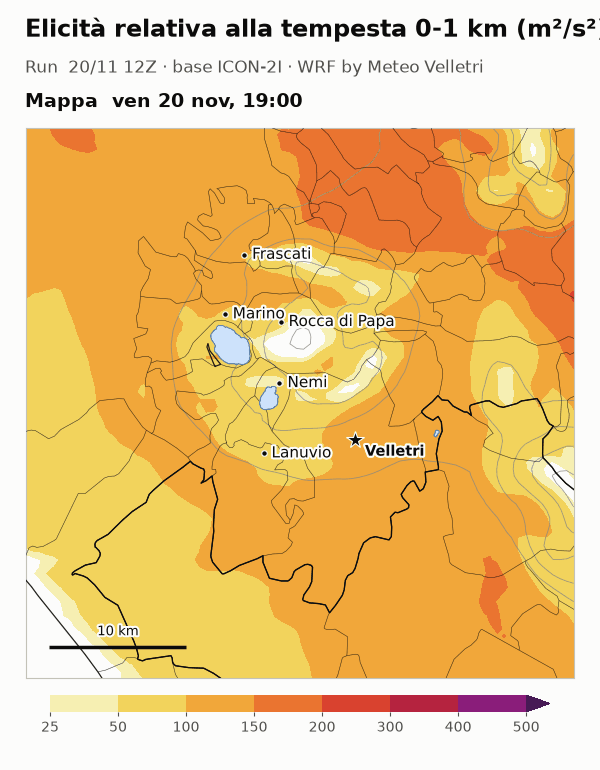 Elicità relativa alla tempesta 0-1 km (m²/s²)
Run 20/11 12Z · base ICON-2I · WRF by Meteo Velletri
Mappa ven 20 nov, 19:00
Frascati
Marino
Rocca di Papa
Nemi
Velletri
Lanuvio
10 km
25 50 100 150 200 300 400 500